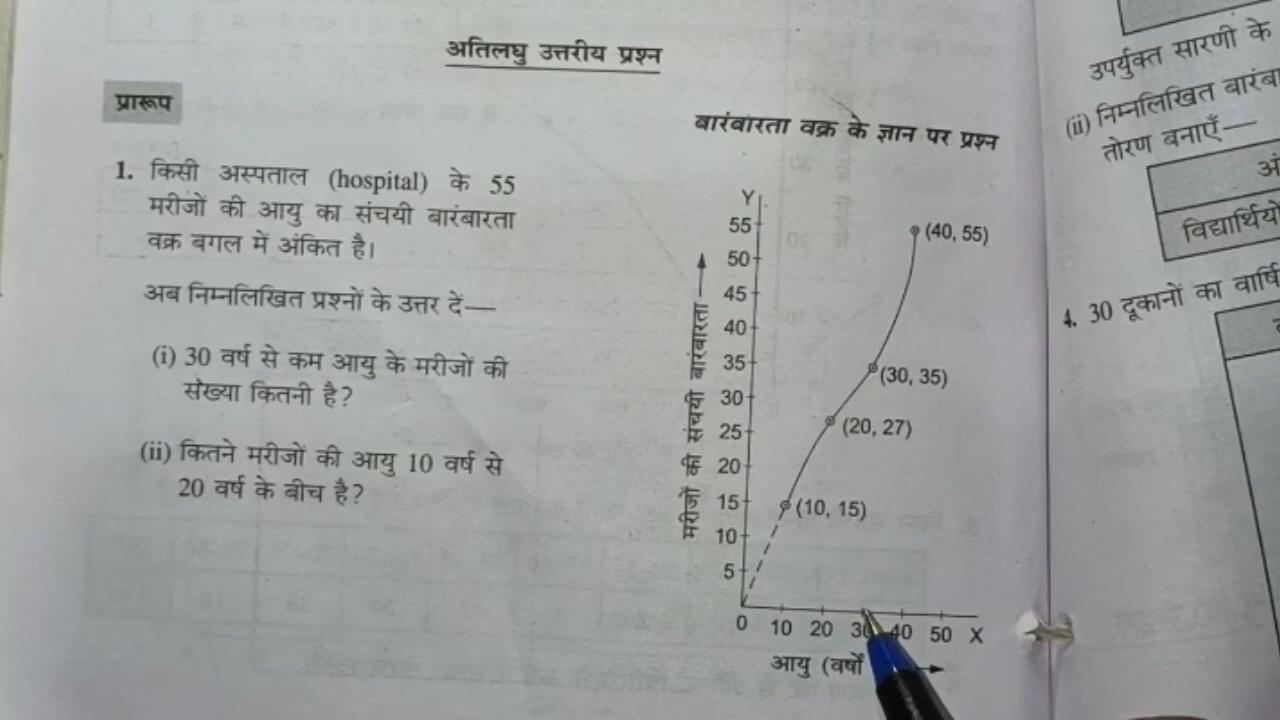 अतिलघु उत्तरीय प्रश्न
प्रारूप
बारंबारता वक्र के ज्ञान पर प्रश्न
1. किसी अस्पताल (hospital) के 55
मरीजों की आयु का संचयी बारंबारता
वक्र बगल में अंकित है।
अब निम्नलिखित प्रश्नों के उत्तर दें—
(i) 30 वर्ष से कम आयु के मरीजों की
संख्या कितनी है?
(ii) कितने मरीजों की आयु 10 वर्ष से
20 वर्ष के बीच है?
Y
55
50
45
40
35
30
25
20
15
10
5
मरीजों की संचयी बारंबारता
(40, 55)
(30, 35)
(20, 27)
(10, 15)
0 10 20 30 40 50 X
आयु (वर्षों
उपर्युक्त सारणी के
(ii) निम्नलिखित
तोरण बनाएँ—
4. 30 दूकानों का